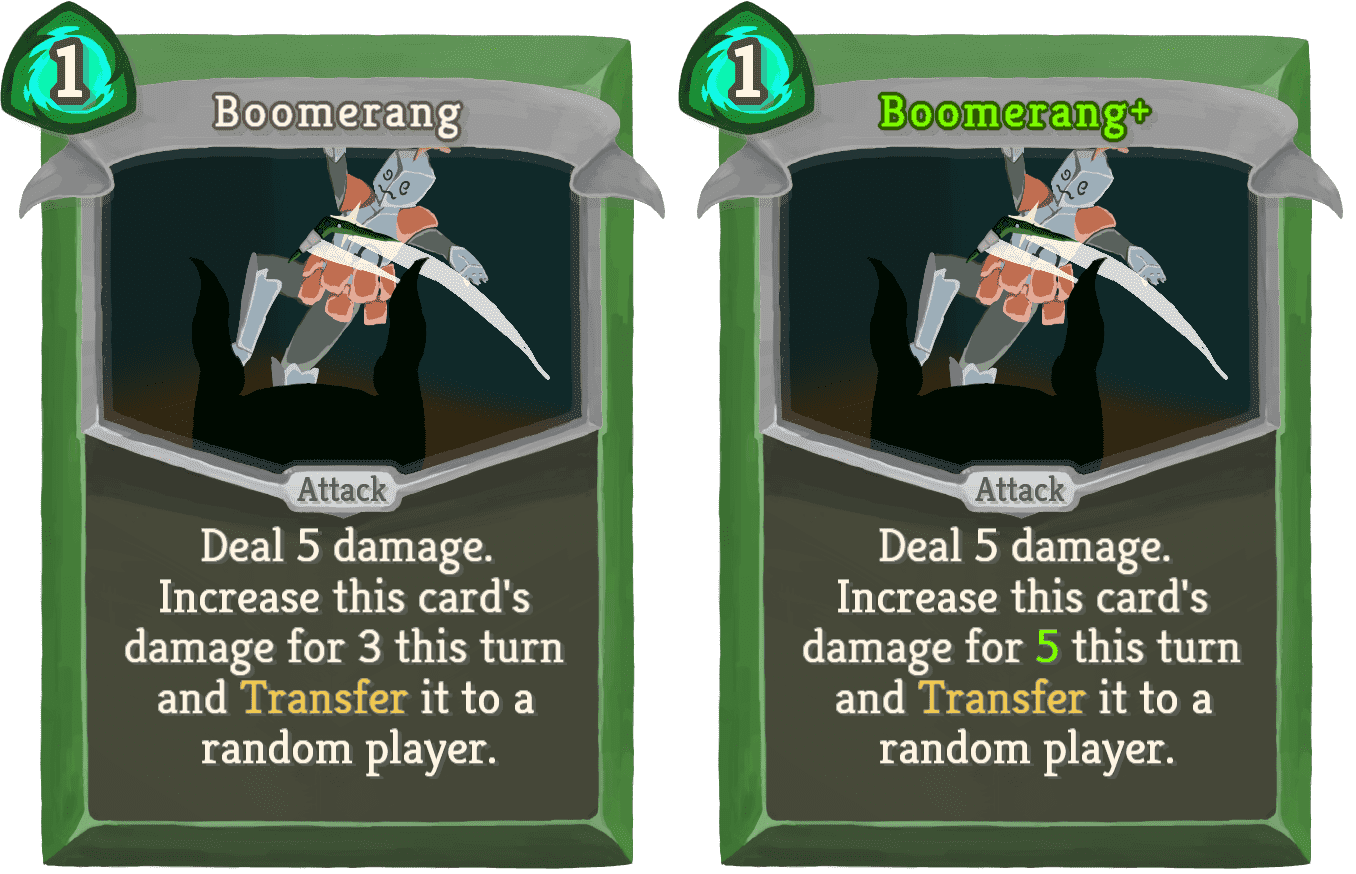 1
Boomerang
Attack
Deal 5 damage.
Increase this card's
damage for 3 this turn
and Transfer it to a
random player.
1
Boomerang+
Attack
Deal 5 damage.
Increase this card's
damage for 5 this turn
and Transfer it to a
random player.